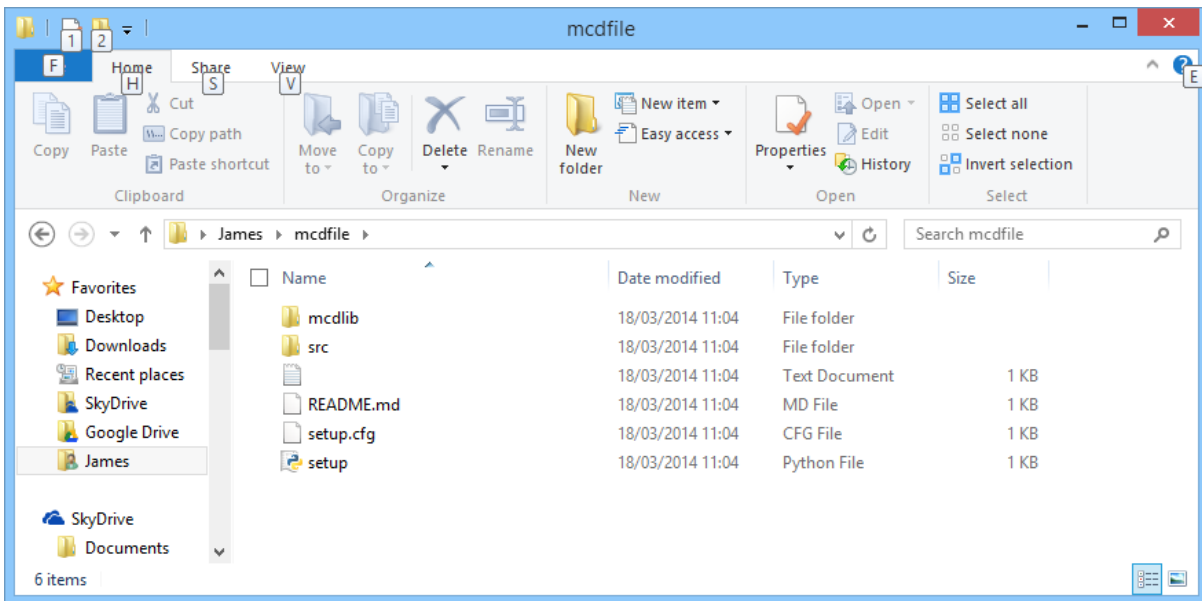 mcdfile
1
2
F
Home
Share
View
H
S
V
E
Copy
Paste
Cut
Copy path
Paste shortcut
Move to
Copy to
Delete
Rename
New folder
New item
Easy access
Properties
Open
Edit
History
Select all
Select none
Invert selection
Clipboard
Organize
New
Open
Select
James mcdfile
Search mcdfile
Favorites
Desktop
Downloads
Recent places
SkyDrive
Google Drive
James
SkyDrive
Documents
Name Date modified Type Size
mcdlib 18/03/2014 11:04 File folder
src 18/03/2014 11:04 File folder
18/03/2014 11:04 Text Document 1 KB
README.md 18/03/2014 11:04 MD File 1 KB
setup.cfg 18/03/2014 11:04 CFG File 1 KB
setup 18/03/2014 11:04 Python File 1 KB
6 items